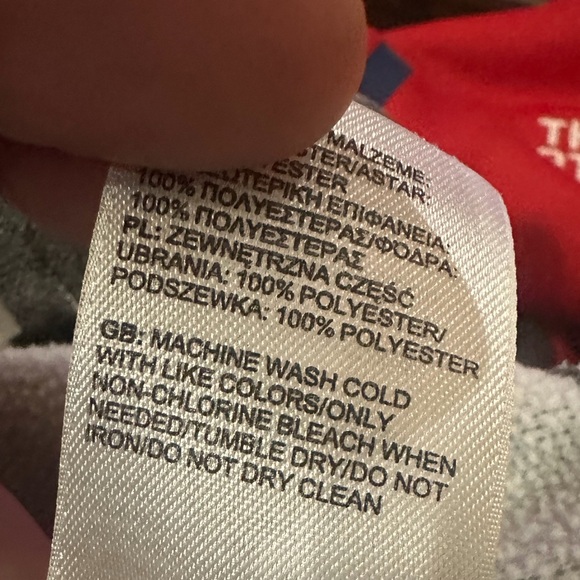 MALZEME:
STER/ASTAR:
YESTER
ΞΩΤΕΡΙΚΗ ΕΠΙΦΑΝΕΙΑ:
100% ΠΟΛΥΕΣΤΕΡΑΣ/ΦΟΔΡΑ:
100% ΠΟΛΥΕΣΤΕΡΑΣ
PL: ZEWNĘTRZNA CZĘŚĆ
UBRANIA: 100% POLYESTER/
PODSZEWKA: 100% POLYESTER
GB: MACHINE WASH COLD
WITH LIKE COLORS/ONLY
NON-CHLORINE BLEACH WHEN
NEEDED/TUMBLE DRY/DO NOT
IRON/DO NOT DRY CLEAN